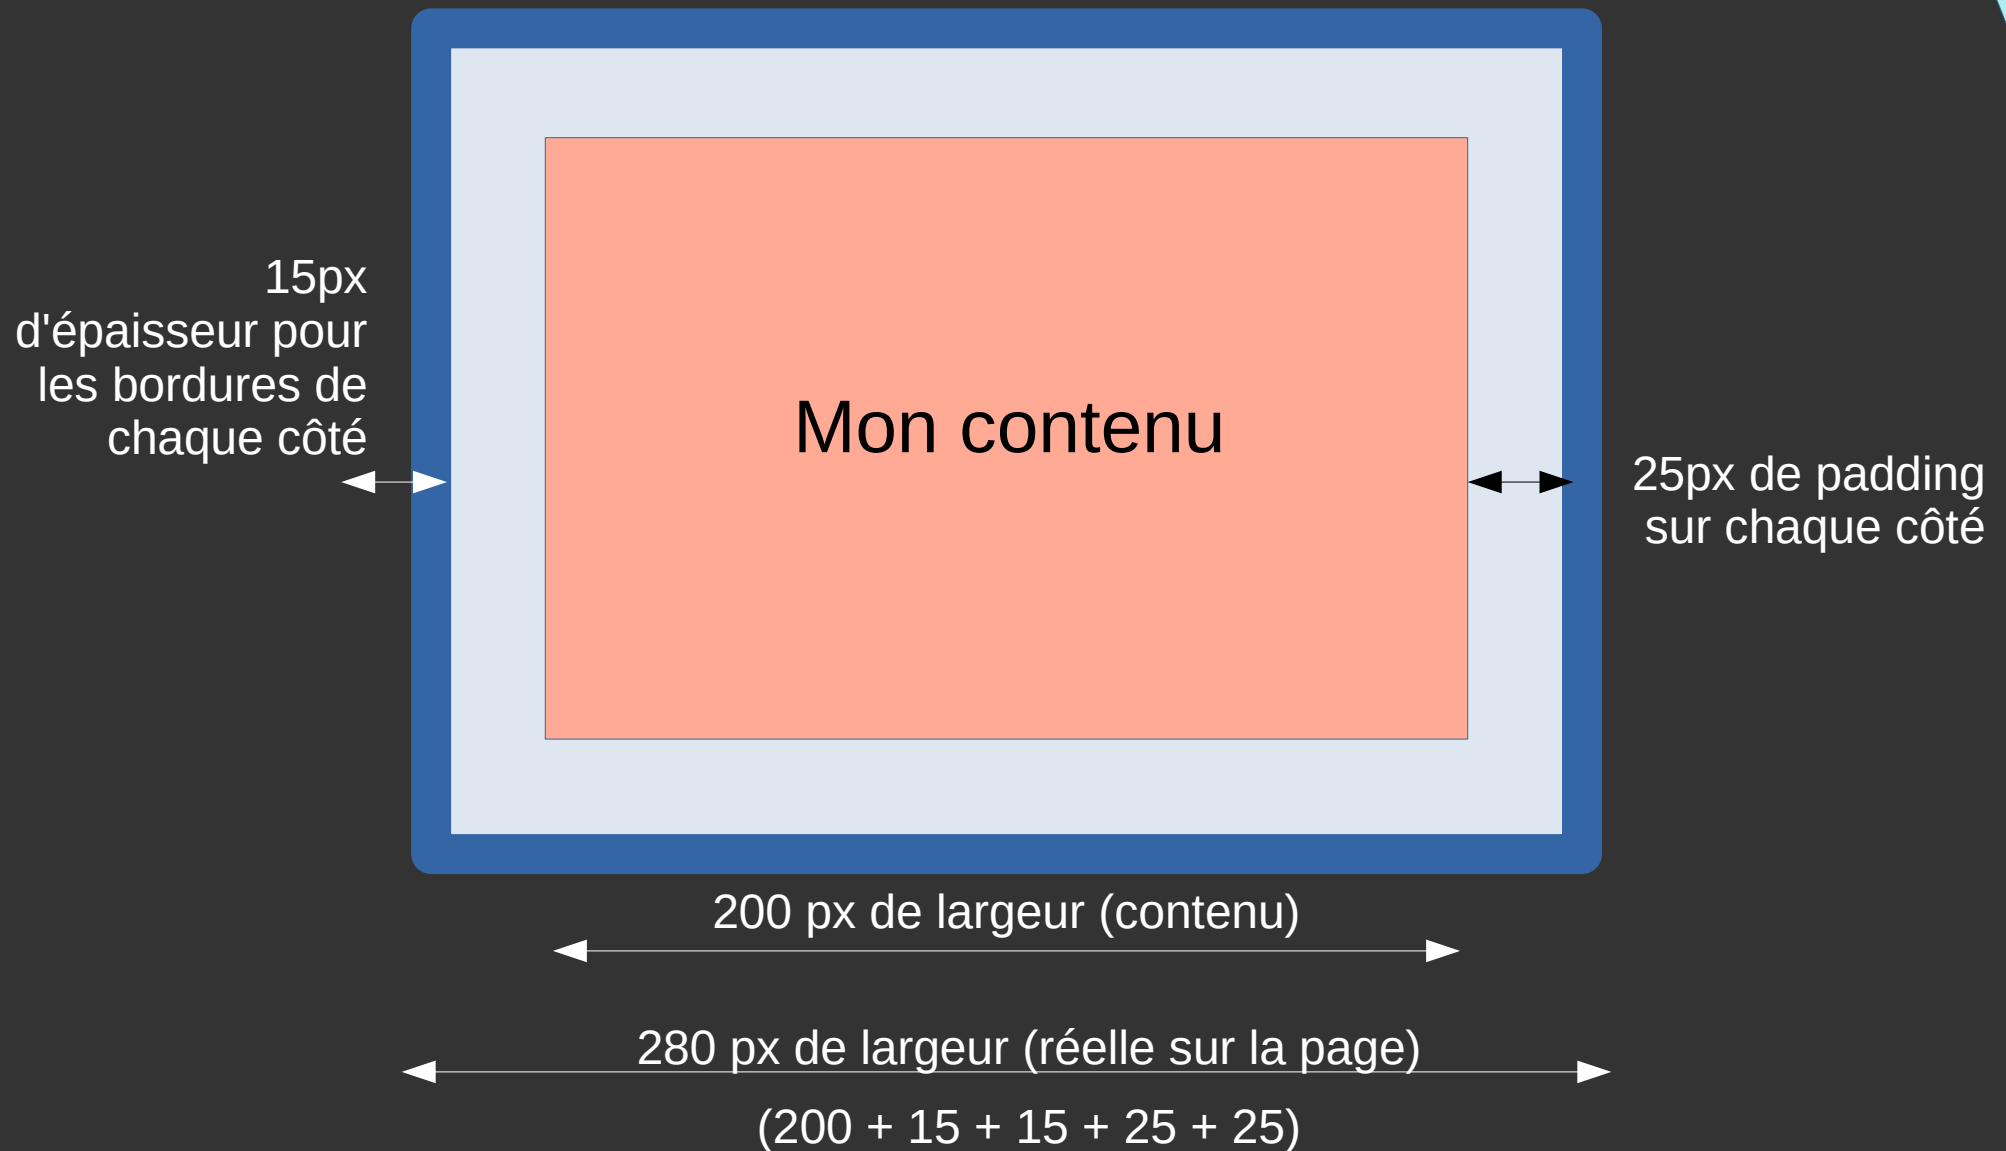 15px
d'épaisseur pour
les bordures de
chaque côté
Mon contenu
25px de padding
sur chaque côté
200 px de largeur (contenu)
280 px de largeur (réelle sur la page)
(200 + 15 + 15 + 25 + 25)